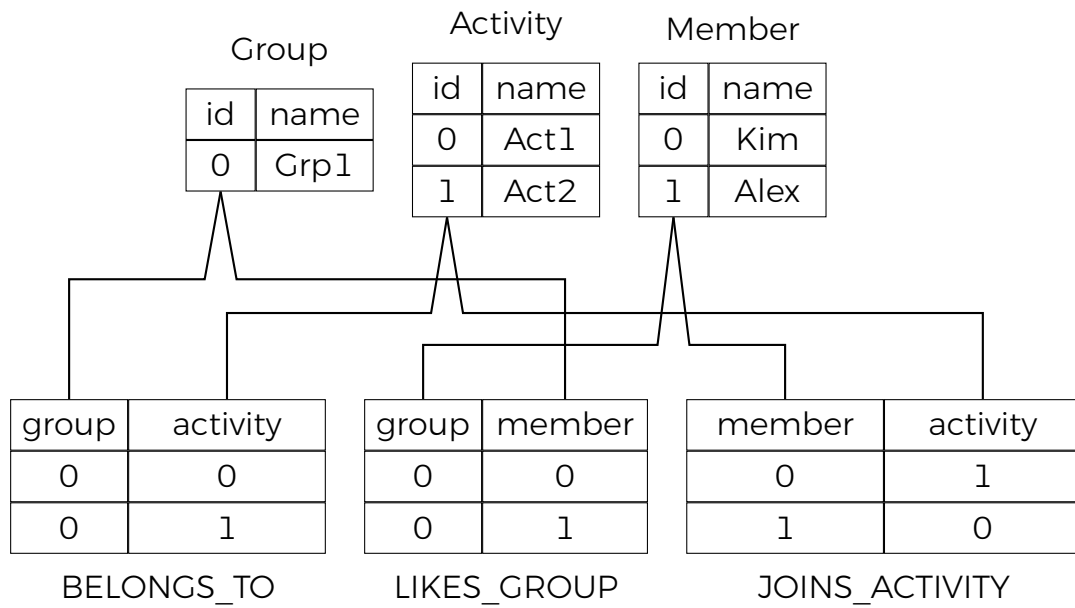 Group
id name
0 Grp1
Activity
id name
0 Act1
1 Act2
Member
id name
0 Kim
1 Alex
group activity
0 0
0 1
BELONGS_TO
group member
0 0
0 1
LIKES_GROUP
member activity
0 1
1 0
JOINS_ACTIVITY